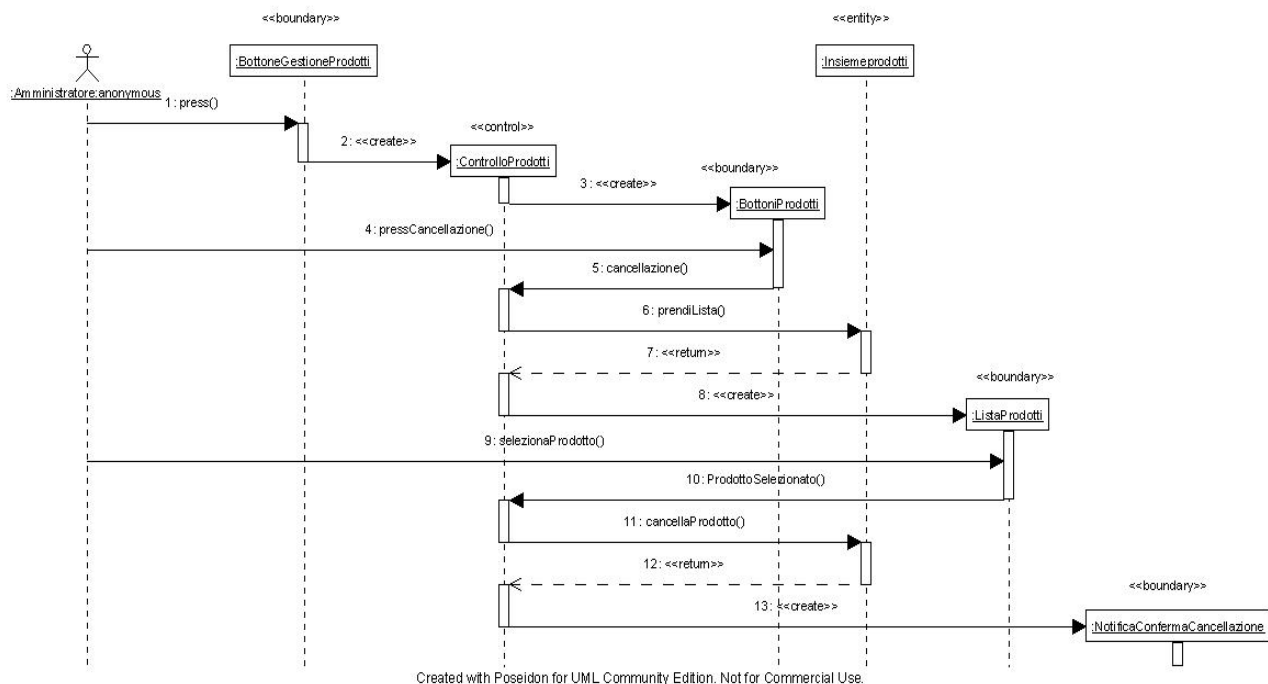 <<boundary>>
<<entity>>
:BottoneGestioneProdotti
:Insiemeprodotti
:Amministratore:anonymous
1: press()
<<control>>
2: <<create>>
:ControlloProdotti
<<boundary>>
3: <<create>>
:BottoniProdotti
4: pressCancellazione()
5: cancellazione()
6: prendiLista()
7: <<return>>
<<boundary>>
8: <<create>>
:ListaProdotti
9: selezionaProdotto()
10: ProdottoSelezionato()
11: cancellaProdotto()
12: <<return>>
<<boundary>>
13: <<create>>
:NotificaConfermaCancellazione
Created with Poseidon for UML Community Edition. Not for Commercial Use.